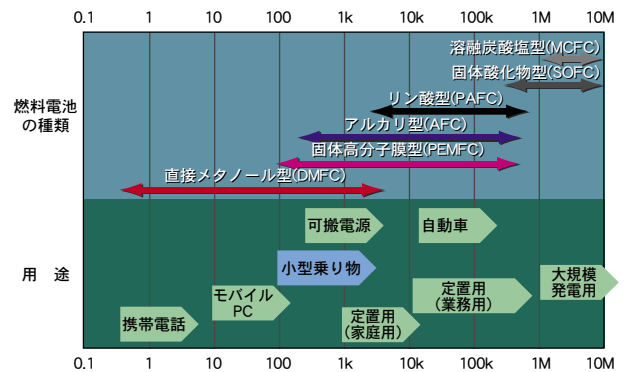 0.1 1 10 100 1k 10k 100k 1M 10M
溶融炭酸塩型(MCFC)
固体酸化物型(SOFC)
リン酸型(PAFC)
アルカリ型(AFC)
固体高分子膜型(PEMFC)
直接メタノール型(DMFC)
燃料電池
の種類
可搬電源
自動車
小型乗り物
用 途
大規模
発電用
モバイル
PC
定置用
(業務用)
携帯電話
定置用
(家庭用)
0.1 1 10 100 1k 10k 100k 1M 10M